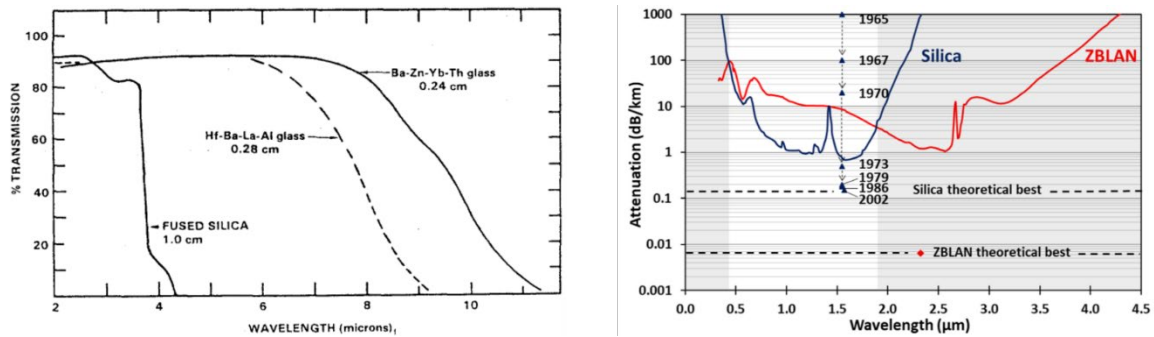 % TRANSMISSION
100
80
60
40
20
2
4
6
8
10
WAVELENGTH (microns)₁
Ba-Zn-Yb-Th glass
0.24 cm
Hf-Ba-La-Al glass
0.28 cm
FUSED SILICA
1.0 cm
Attenuation (dB/km)
1000
100
10
1
0.1
0.01
0.001
0.0
0.5
1.0
1.5
2.0
2.5
3.0
3.5
4.0
4.5
Wavelength (µm)
1965
1967
1970
1973
1979
1986
2002
Silica
ZBLAN
Silica theoretical best
ZBLAN theoretical best